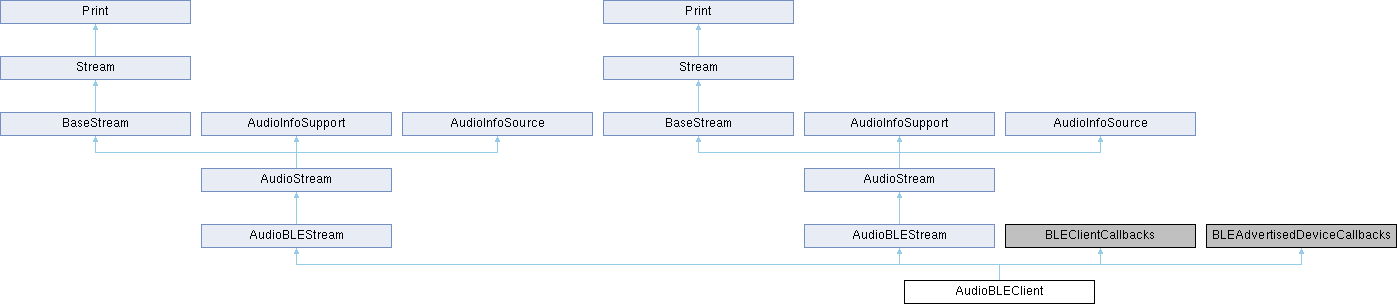 Print
Print
Stream
Stream
BaseStream
AudioInfoSupport
AudioInfoSource
BaseStream
AudioInfoSupport
AudioInfoSource
AudioStream
AudioStream
AudioBLEStream
AudioBLEStream
BLEClientCallbacks
BLEAdvertisedDeviceCallbacks
AudioBLEClient